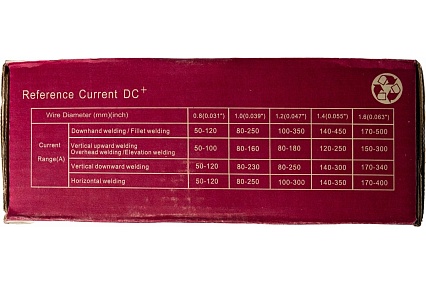 Reference Current DC+
Wire Diameter (mm)(inch) 0.8(0.031") 1.0(0.039") 1.2(0.047") 1.4(0.055") 1.6(0.063")
Current Range(A)
Downhand welding / Fillet welding 50-120 80-250 100-350 140-450 170-500
Vertical upward welding
Overhead welding /Elevation welding 50-100 80-160 80-180 120-250 150-300
Vertical downward welding 50-120 80-230 80-250 140-300 170-340
Horizontal welding 50-120 80-250 100-300 140-350 170-400